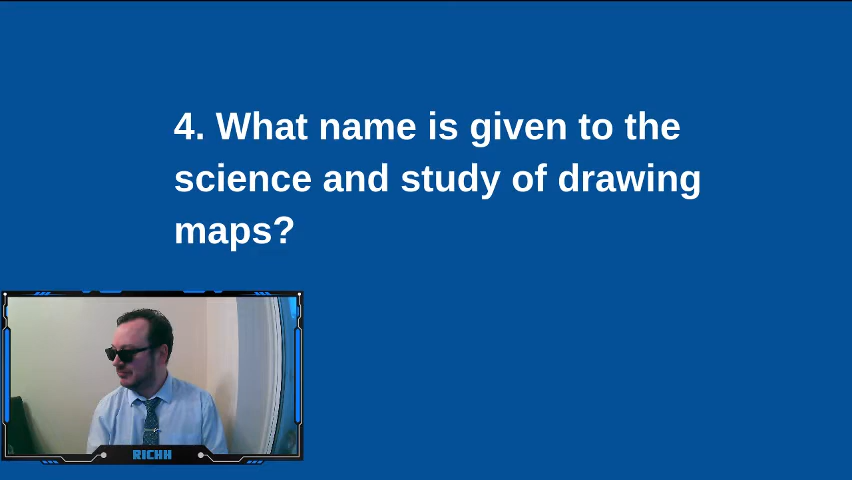 4. What name is given to the
science and study of drawing
maps?
RICHH